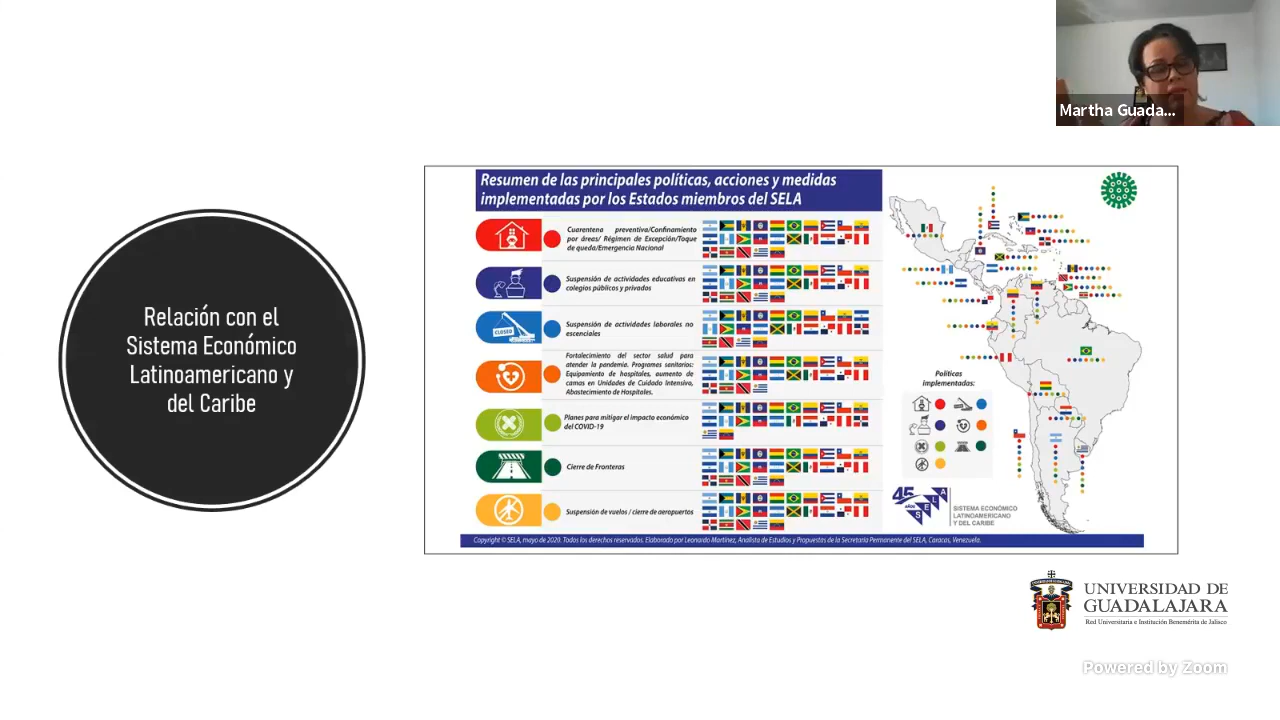 Martha Guada...
Relación con el
Sistema Económico
Latinoamericano y
del Caribe
Resumen de las principales políticas, acciones y medidas
implementadas por los Estados miembros del SELA
Cuarentena preventiva/Confinamiento
por áreas/ Régimen de Excepción/Toque
de queda/Emergencia Nacional
Suspensión de actividades educativas en
colegios públicos y privados
CLOSED
Suspensión de actividades laborales no
escenciales
Fortalecimiento del sector salud para
atender la pandemia. Programas sanitarios:
Equipamiento de hospitales, aumento de
camas en Unidades de Cuidado Intensivo,
Abastecimiento de Hospitales.
Planes para mitigar el impacto económico
del COVID-19
Cierre de Fronteras
Suspensión de vuelos / cierre de aeropuertos
Políticas
implementadas:
45
AÑOS
SELA
SISTEMA ECONÓMICO
LATINOAMERICANO
Y DEL CARIBE
Copyright © SELA, mayo de 2020. Todos los derechos reservados. Elaborado por Leonardo Martínez, Analista de Estudios y Propuestas de la Secretaría Permanente del SELA, Caracas, Venezuela.
UNIVERSIDAD DE
GUADALAJARA
Red Universitaria e Institución Benemérita de Jalisco
Powered by Zoom